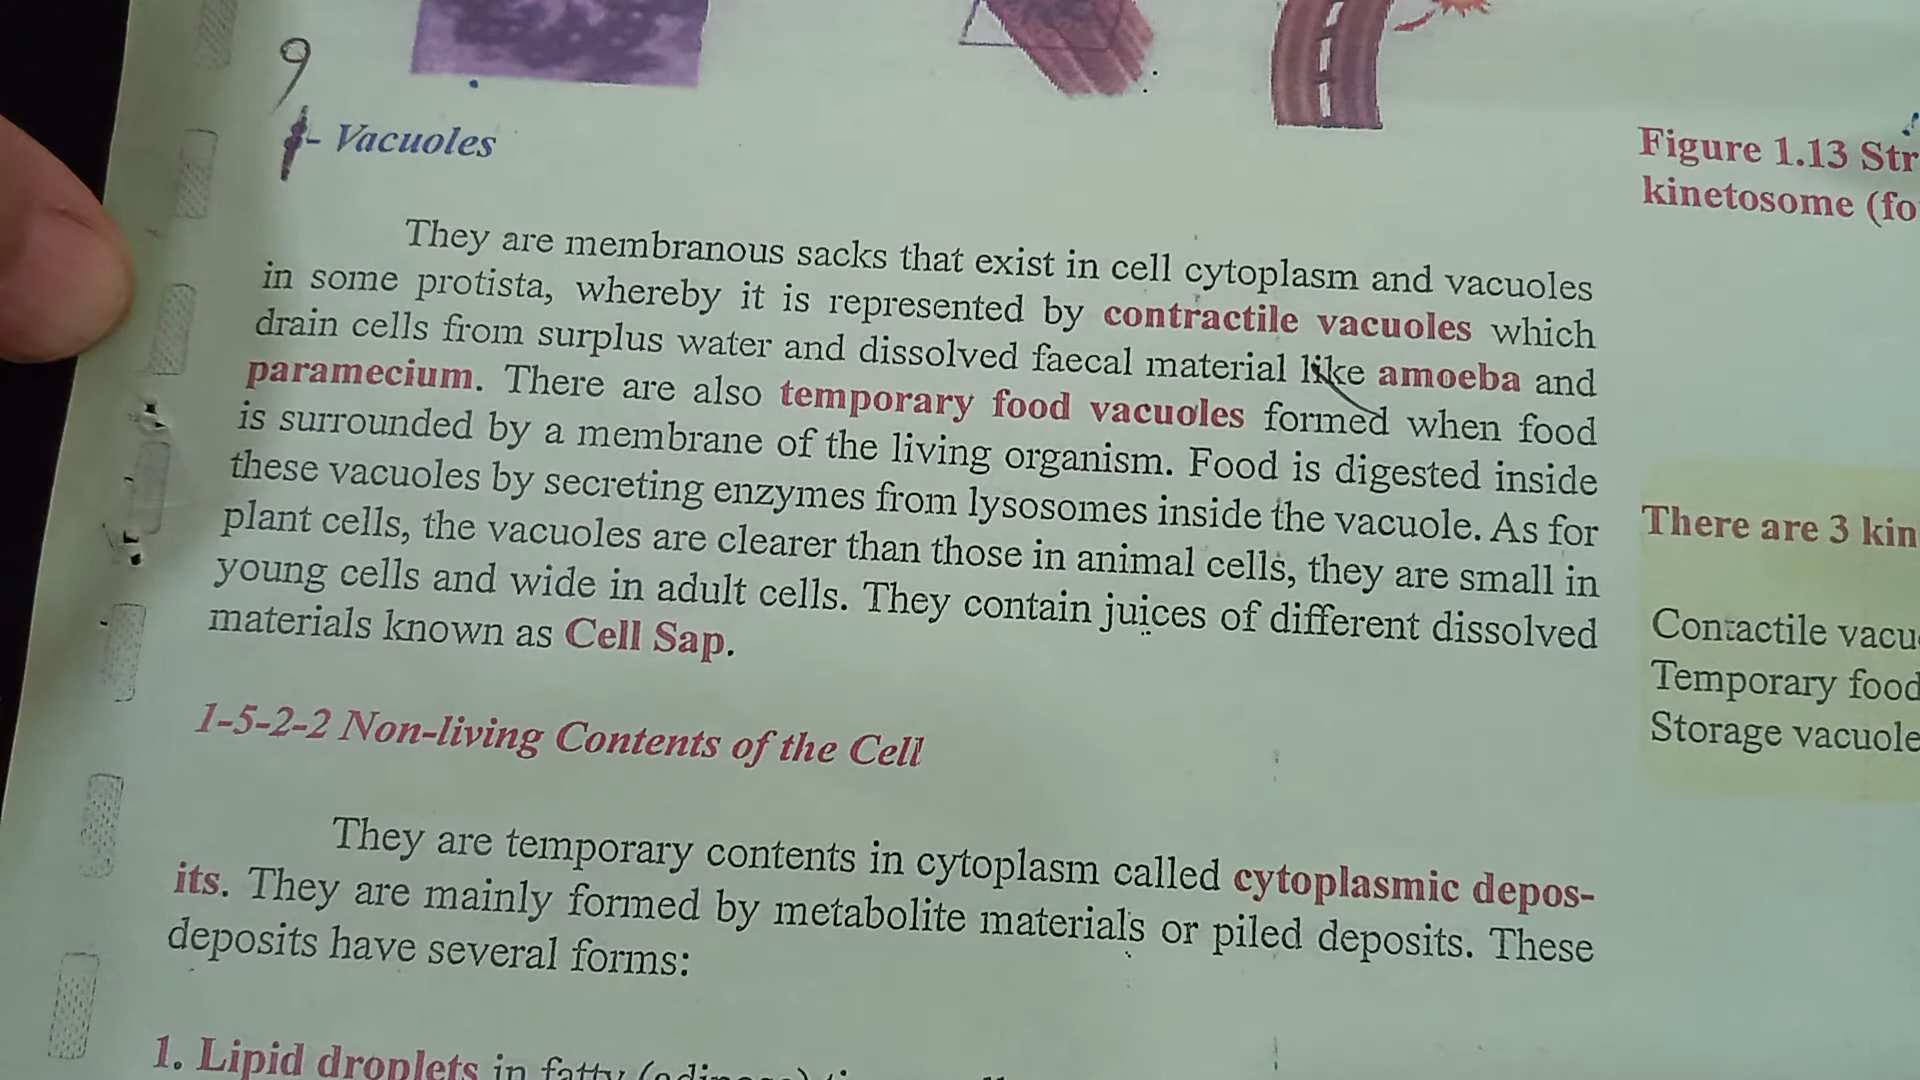 9
- Vacuoles
They are membranous sacks that exist in cell cytoplasm and vacuoles
in some protista, whereby it is represented by contractile vacuoles which
drain cells from surplus water and dissolved faecal material like amoeba and
paramecium. There are also temporary food vacuoles formed when food
is surrounded by a membrane of the living organism. Food is digested inside
these vacuoles by secreting enzymes from lysosomes inside the vacuole. As for
plant cells, the vacuoles are clearer than those in animal cells, they are small in
young cells and wide in adult cells. They contain juices of different dissolved
materials known as Cell Sap.
1-5-2-2 Non-living Contents of the Cell
They are temporary contents in cytoplasm called cytoplasmic depos-
its. They are mainly formed by metabolite materials or piled deposits. These
deposits have several forms:
1. Lipid droplets in fatty
Figure 1.13
kinetosome
There are 3
Contactile
Temporary food
Storage